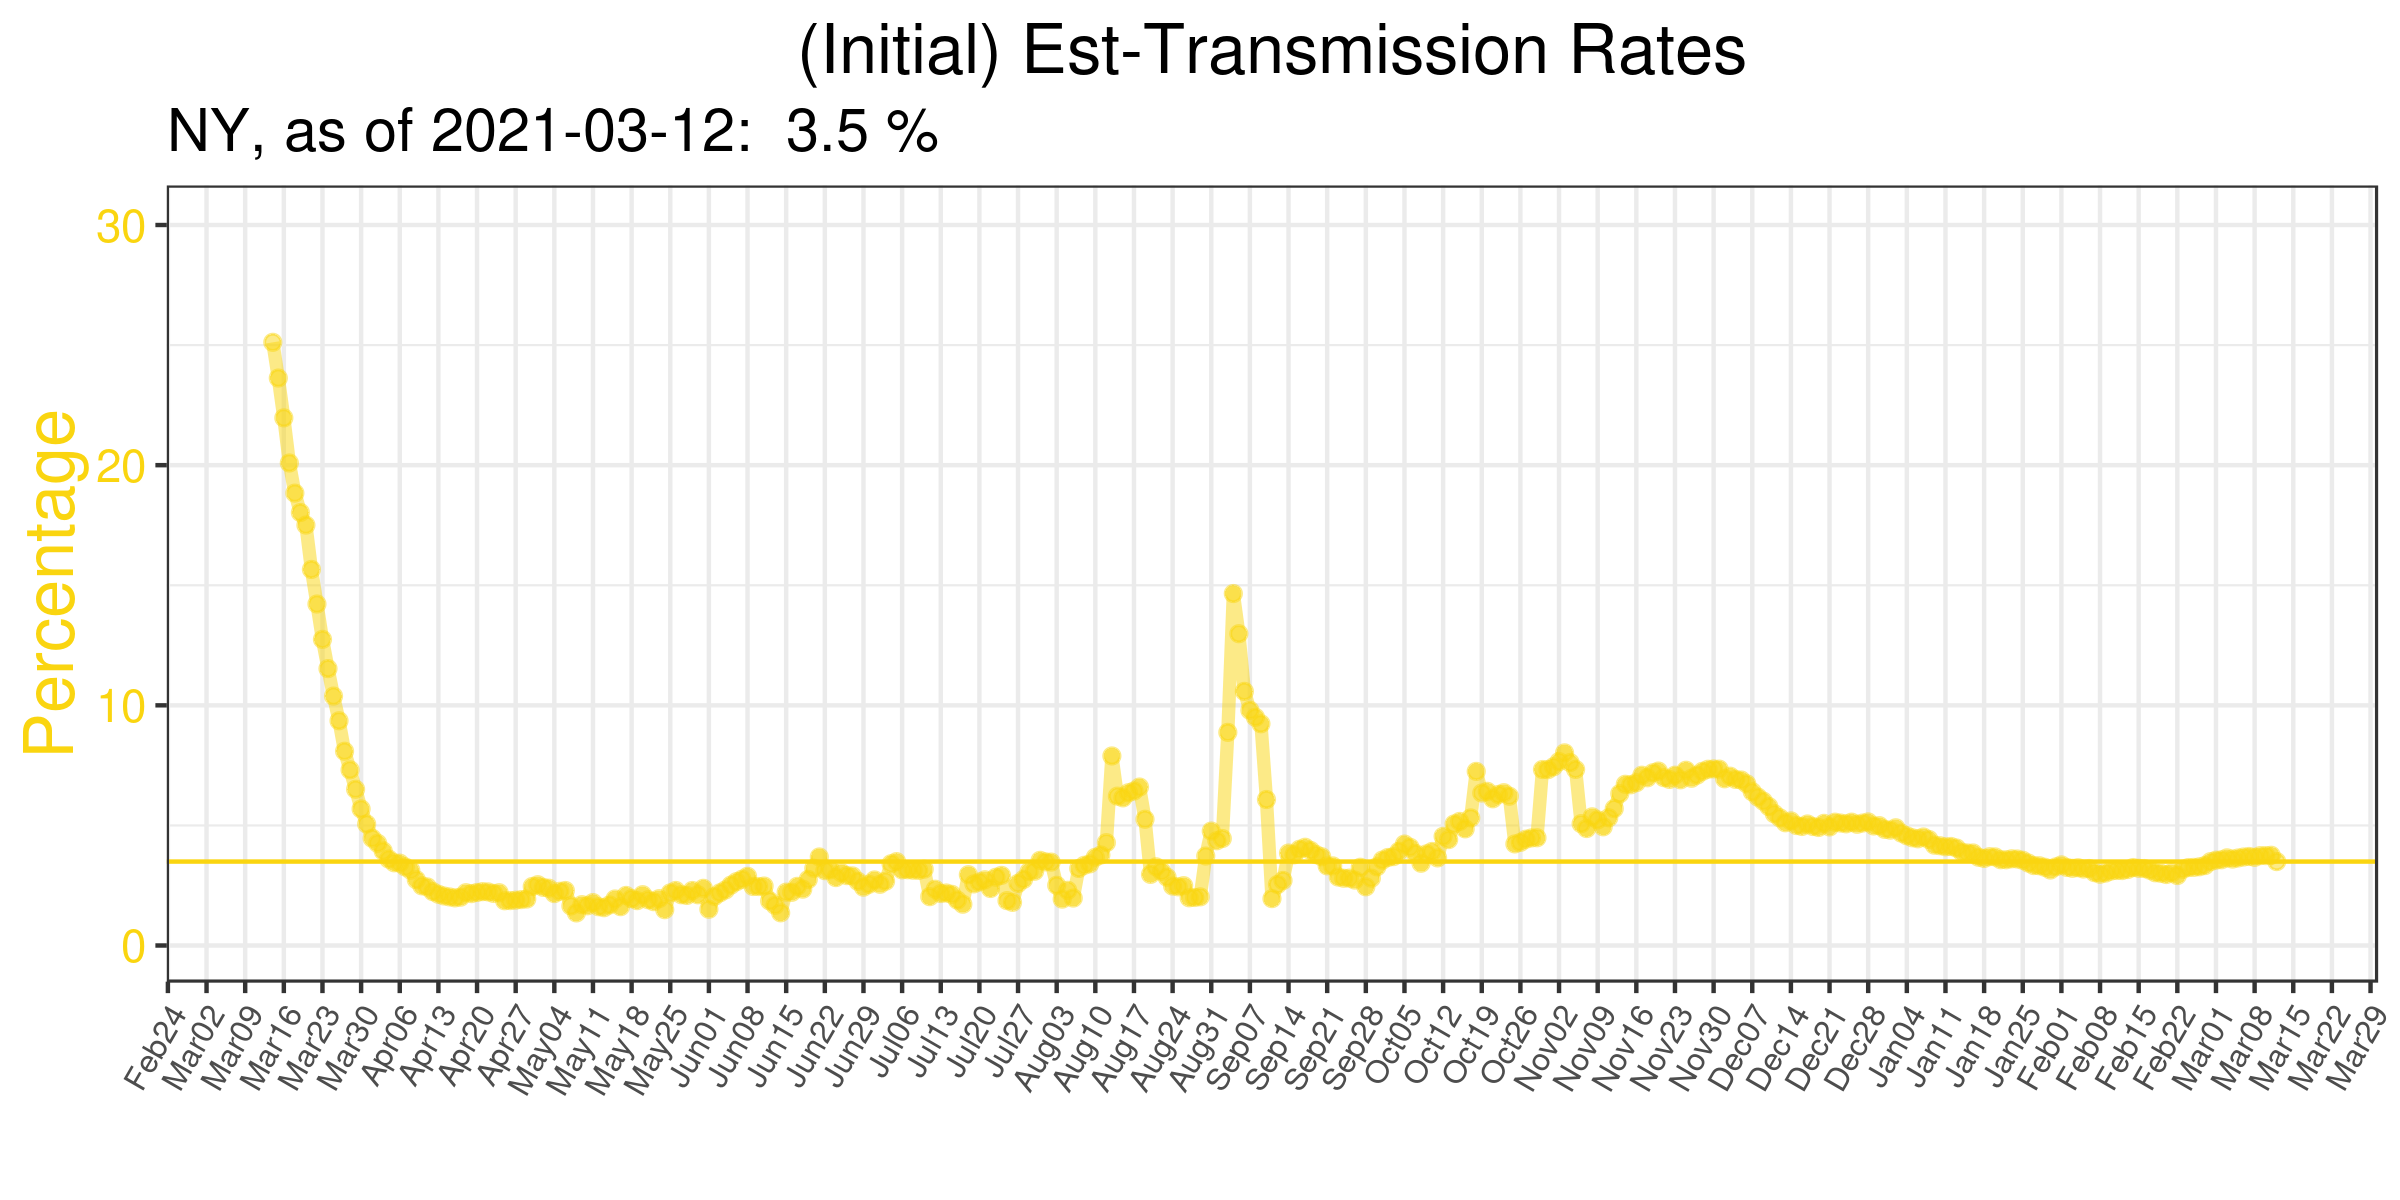 (Initial) Est-Transmission Rates
NY, as of 2021-03-12:  3.5 %
Percentage
30
20
10
0
Feb24
Mar02
Mar09
Mar16
Mar23
Mar30
Apr06
Apr13
Apr20
Apr27
May04
May11
May18
May25
Jun01
Jun08
Jun15
Jun22
Jun29
Jul06
Jul13
Jul20
Jul27
Aug03
Aug10
Aug17
Aug24
Aug31
Sep07
Sep14
Sep21
Sep28
Oct05
Oct12
Oct19
Oct26
Nov02
Nov09
Nov16
Nov23
Nov30
Dec07
Dec14
Dec21
Dec28
Jan04
Jan11
Jan18
Jan25
Feb01
Feb08
Feb15
Feb22
Mar01
Mar08
Mar15
Mar22
Mar29